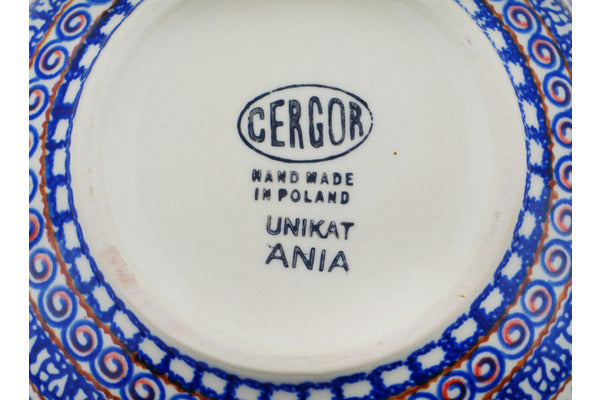 CERGOR
HAND MADE
IN POLAND
UNIKAT
ANIA